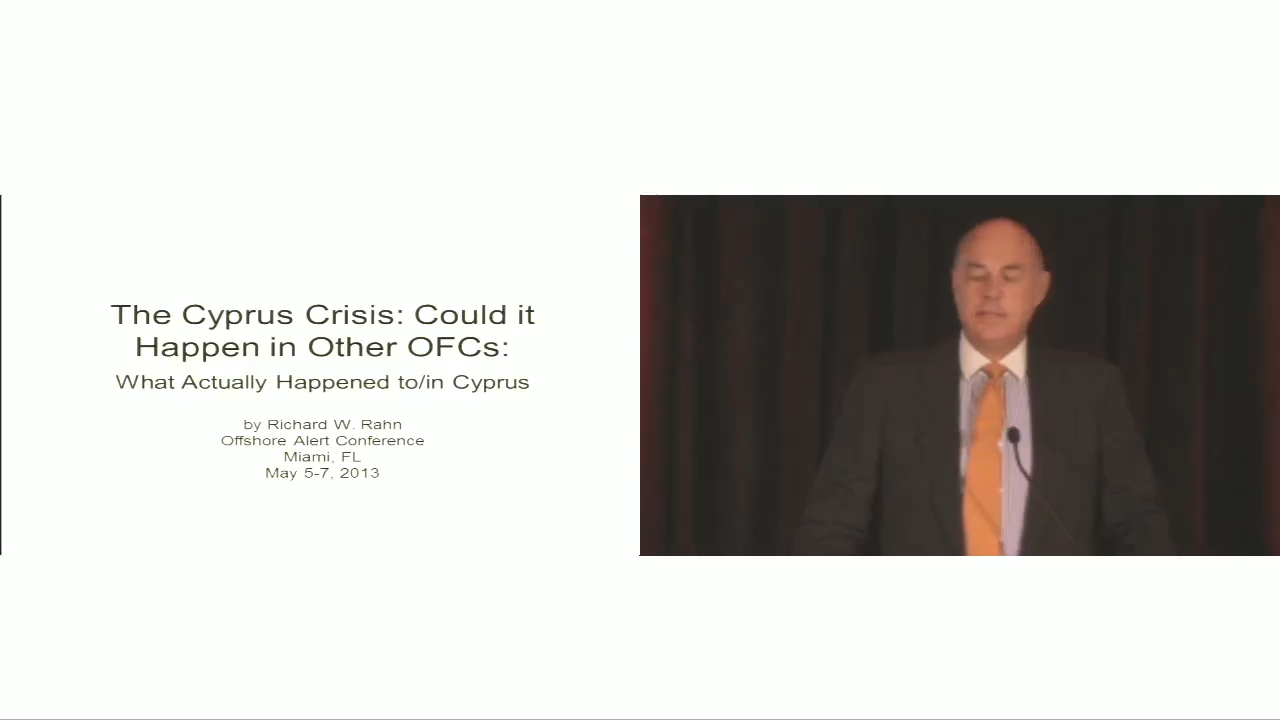 The Cyprus Crisis: Could it
Happen in Other OFCs:
What Actually Happened to/in Cyprus
by Richard W. Rahn
Offshore Alert Conference
Miami, FL
May 5-7, 2013